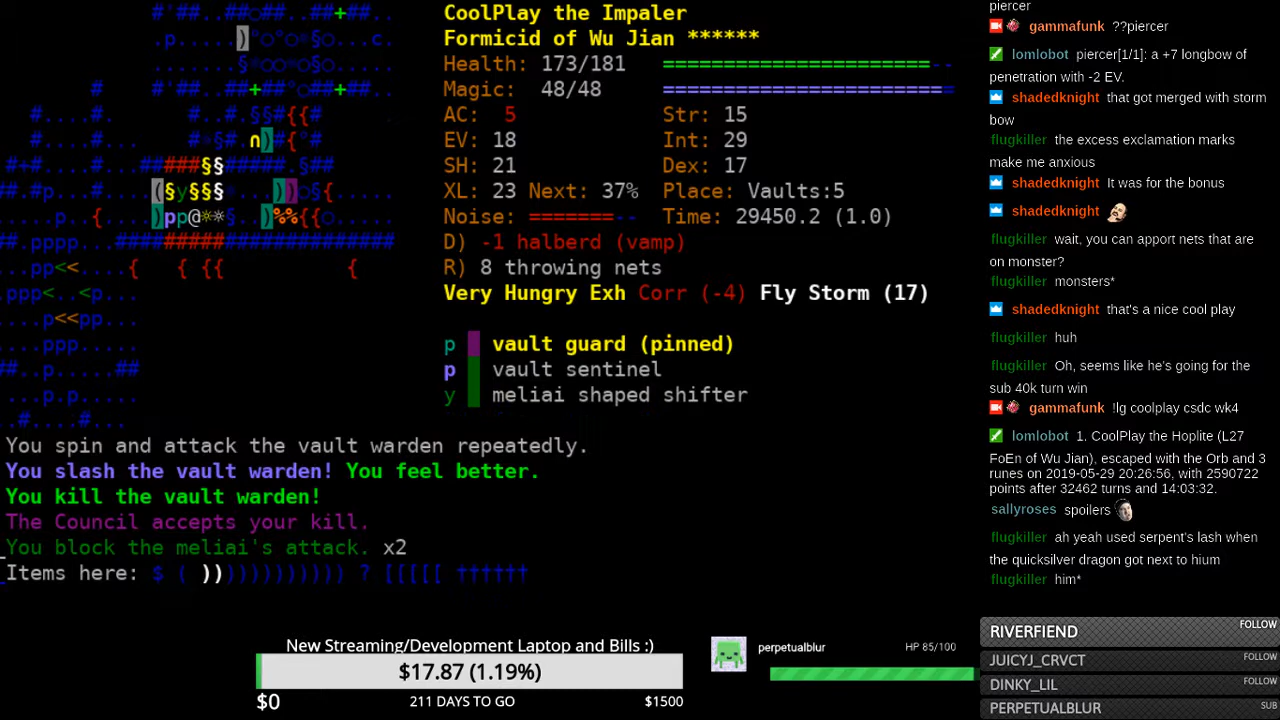 CoolPlay the Impaler
Formicid of Wu Jian ******
Health: 173/181
Magic: 48/48
AC: 5 Str: 15
EV: 18 Int: 29
SH: 21 Dex: 17
XL: 23 Next: 37% Place: Vaults:5
Noise: =======-- Time: 29450.2 (1.0)
D) -1 halberd (vamp)
R) 8 throwing nets
Very Hungry Exh Corr (-4) Fly Storm (17)
p vault guard (pinned)
p vault sentinel
y meliai shaped shifter
You spin and attack the vault warden repeatedly.
You slash the vault warden! You feel better.
You kill the vault warden!
The Council accepts your kill.
_You block the meliai's attack. x2
Items here: $ ( )))))))))))) ? [[[[[ ††††††
piercer
gammafunk ??piercer
lomlobot piercer[1/1]: a +7 longbow of
penetration with -2 EV.
shadedknight that got merged with storm
bow
flugkiller the excess exclamation marks
make me anxious
shadedknight It was for the bonus
shadedknight
flugkiller wait, you can apport nets that are
on monster?
flugkiller monsters*
shadedknight that's a nice cool play
flugkiller huh
flugkiller Oh, seems like he's going for the
sub 40k turn win
gammafunk !lg coolplay csdc wk4
lomlobot 1. CoolPlay the Hoplite (L27
FoEn of Wu Jian), escaped with the Orb and 3
runes on 2019-05-29 20:26:56, with 2590722
points after 32462 turns and 14:03:32.
sallyroses spoilers
flugkiller ah yeah used serpent's lash when
the quicksilver dragon got next to hium
flugkiller him*
New Streaming/Development Laptop and Bills :)
$17.87 (1.19%)
$0 211 DAYS TO GO $1500
perpetualblur HP 85/100
RIVERFIEND FOLLOW
JUICYJ_CRVCT FOLLOW
DINKY_LIL FOLLOW
PERPETUALBLUR SUB